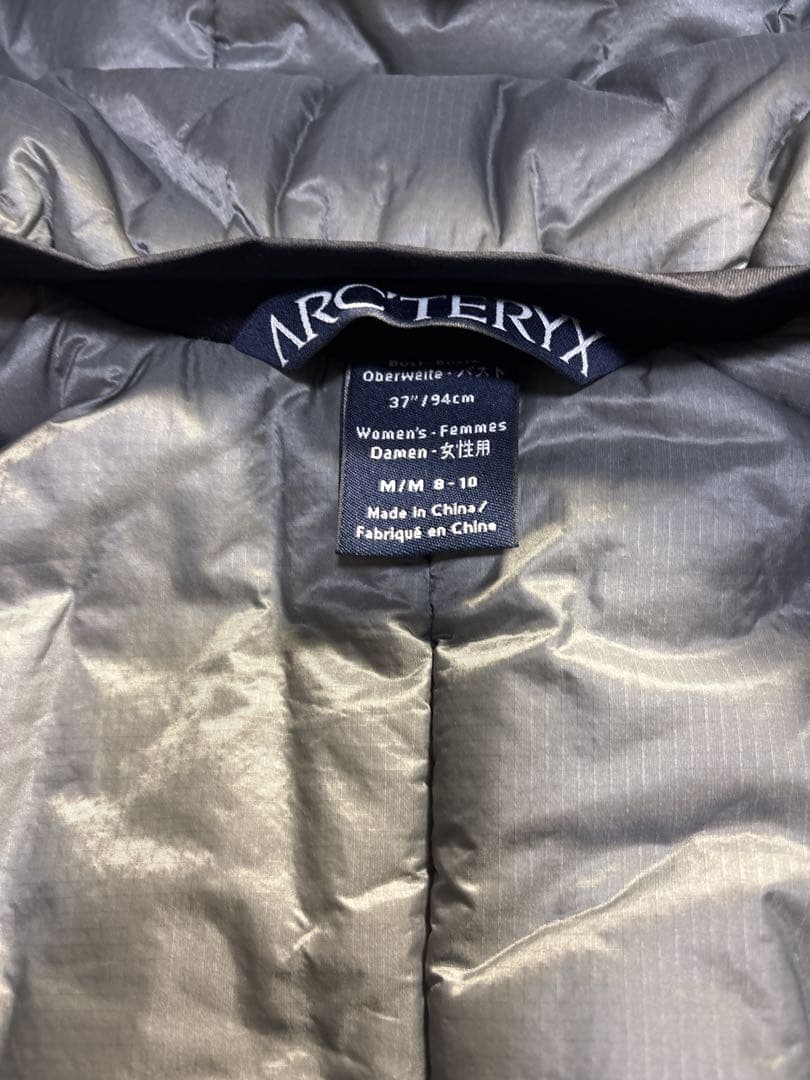 ARC'TERYX
Oberweite - バスト
37"/94cm
Women's - Femmes
Damen - 女性用
M/M 8-10
Made in China/
Fabriqué en Chine